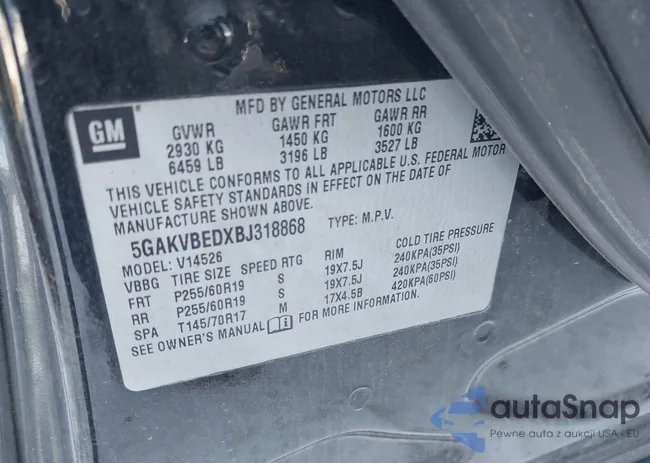 MFD BY GENERAL MOTORS LLC
GM
GVWR GAWR FRT GAWR RR
2930 KG 1450 KG 1600 KG
6459 LB 3196 LB 3527 LB
THIS VEHICLE CONFORMS TO ALL APPLICABLE U.S. FEDERAL MOTOR
VEHICLE SAFETY STANDARDS IN EFFECT ON THE DATE OF
MANUFACTURE SHOWN ABOVE.
5GAKVBEDXBJ318868 TYPE: M.P.V.
MODEL: V14526
VBBG TIRE SIZE SPEED RTG RIM COLD TIRE PRESSURE
FRT P255/60R19 S 19X7.5J 240KPA(35PSI)
RR P255/60R19 S 19X7.5J 240KPA(35PSI)
SPA T145/70R17 M 17X4.5B 420KPA(60PSI)
SEE OWNER'S MANUAL FOR MORE INFORMATION.
autaSnap
Pewne auta z aukcji USA i EU